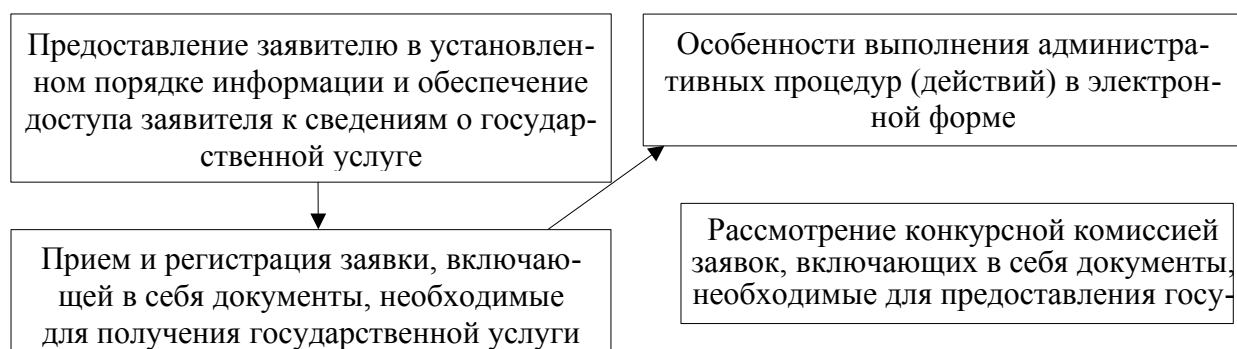 Предоставление заявителю в установлен-
ном порядке информации и обеспечение
доступа заявителя к сведениям о государ-
ственной услуге
Особенности выполнения администра-
тивных процедур (действий) в электрон-
ной форме
Прием и регистрация заявки, включаю-
щей в себя документы, необходимые
для получения государственной услуги
Рассмотрение конкурсной комиссией
заявок, включающих в себя документы,
необходимые для предоставления госу-